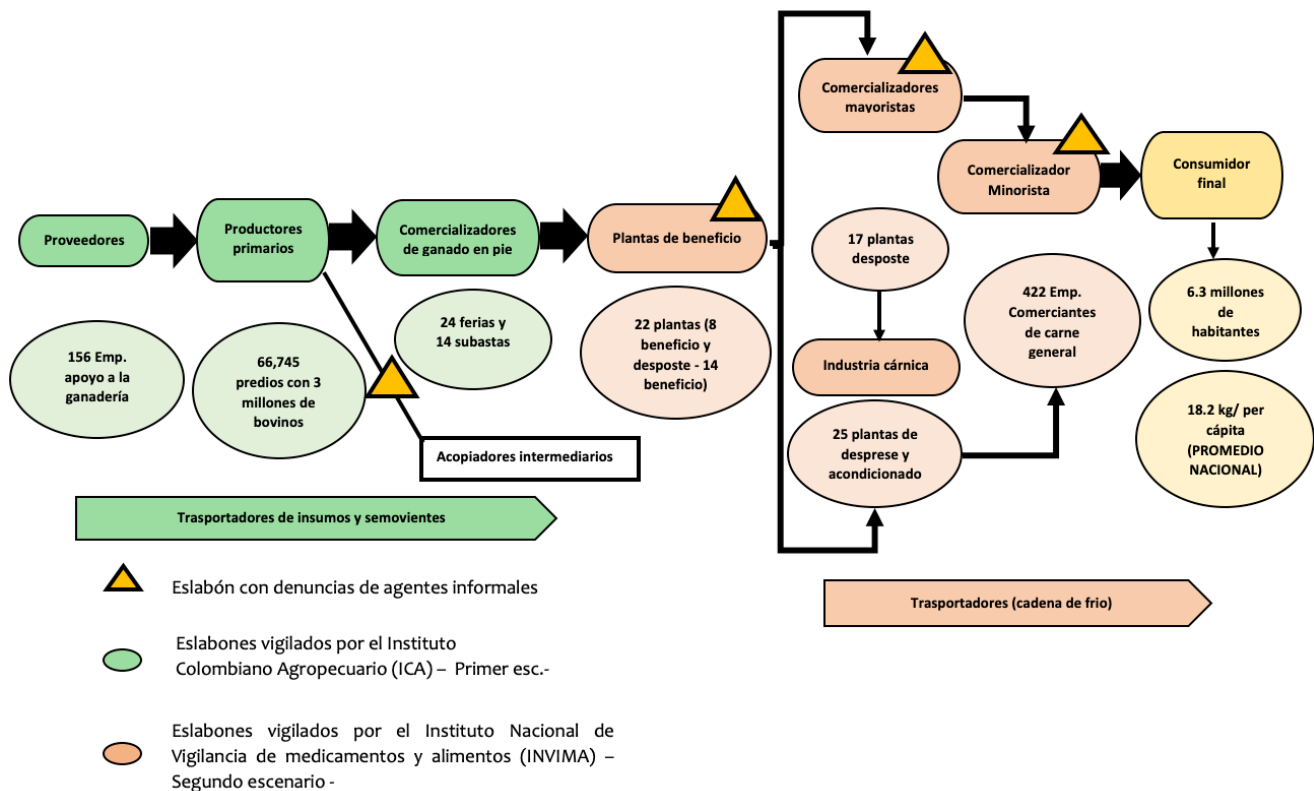 Comercializadores
mayoristas
Comercializador
Minorista
Consumidor
final
Proveedores
Productores
primarios
Comercializadores
de ganado en pie
Plantas de beneficio
17 plantas
desposte
156 Emp.
apoyo a la
ganadería
66,745
predios con 3
millones de
bovinos
24 ferias y
14 subastas
22 plantas (8
beneficio y
desposte - 14
beneficio)
Industria cárnica
422 Emp.
Comerciantes
de carne
general
6.3 millones
de
habitantes
25 plantas de
desprese y
acondicionado
18.2 kg/ per
cápita
(PROMEDIO
NACIONAL)
Acopiadores intermediarios
Trasportadores de insumos y semovientes
Trasportadores (cadena de frio)
Eslabón con denuncias de agentes informales
Eslabones vigilados por el Instituto
Colombiano Agropecuario (ICA) – Primer esc.-
Eslabones vigilados por el Instituto Nacional de
Vigilancia de medicamentos y alimentos (INVIMA) –
Segundo escenario -